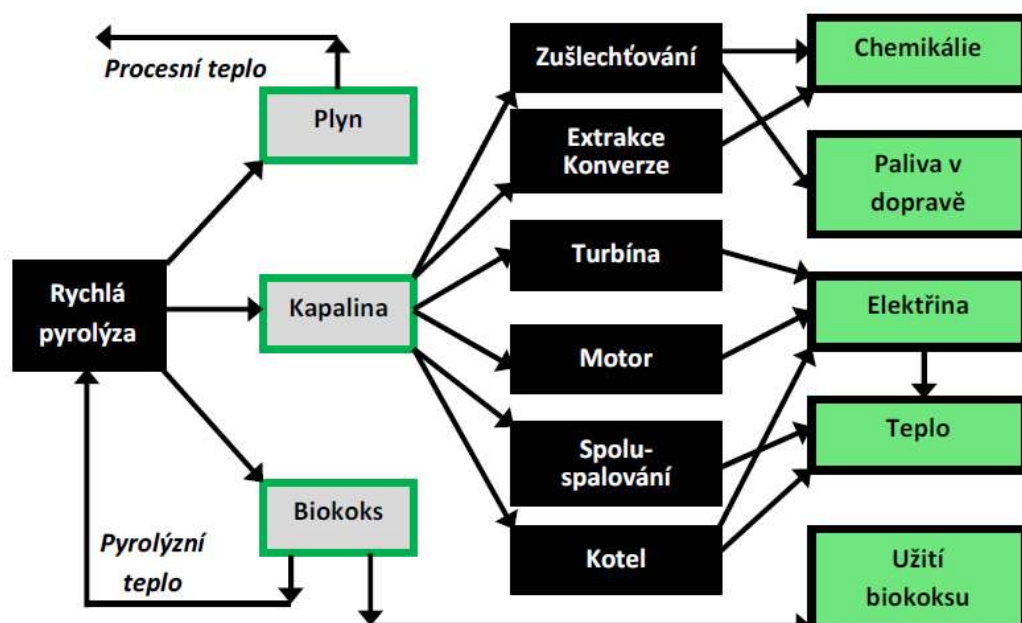 Procesní teplo
Plyn
Rychlá
pyrolýza
Kapalina
Biokoks
Pyrolýzní
teplo
Zušlechťování
Extrakce
Konverze
Turbína
Motor
Spolu-
spalování
Kotel
Chemikálie
Paliva v
dopravě
Elektřina
Teplo
Užití
biokoksu